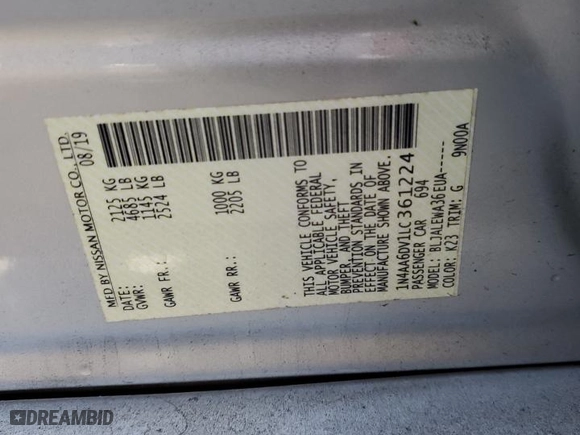 MFD BY NISSAN MOTOR CO., LTD.
DATE: 08/19
GVWR: 2125 KG
4685 LB
GAWR FR.: 1145 KG
2524 LB
GAWR RR.: 1000 KG
2205 LB
THIS VEHICLE CONFORMS TO
ALL APPLICABLE FEDERAL
MOTOR VEHICLE SAFETY,
BUMPER, AND THEFT
PREVENTION STANDARDS IN
EFFECT ON THE DATE OF
MANUFACTURE SHOWN ABOVE.
1N4AA6DV1LC361224
PASSENGER CAR 694
MODEL: BLJALEWA36EUA-----
COLOR: K23 TRIM: G 9N00A
DREAMBID